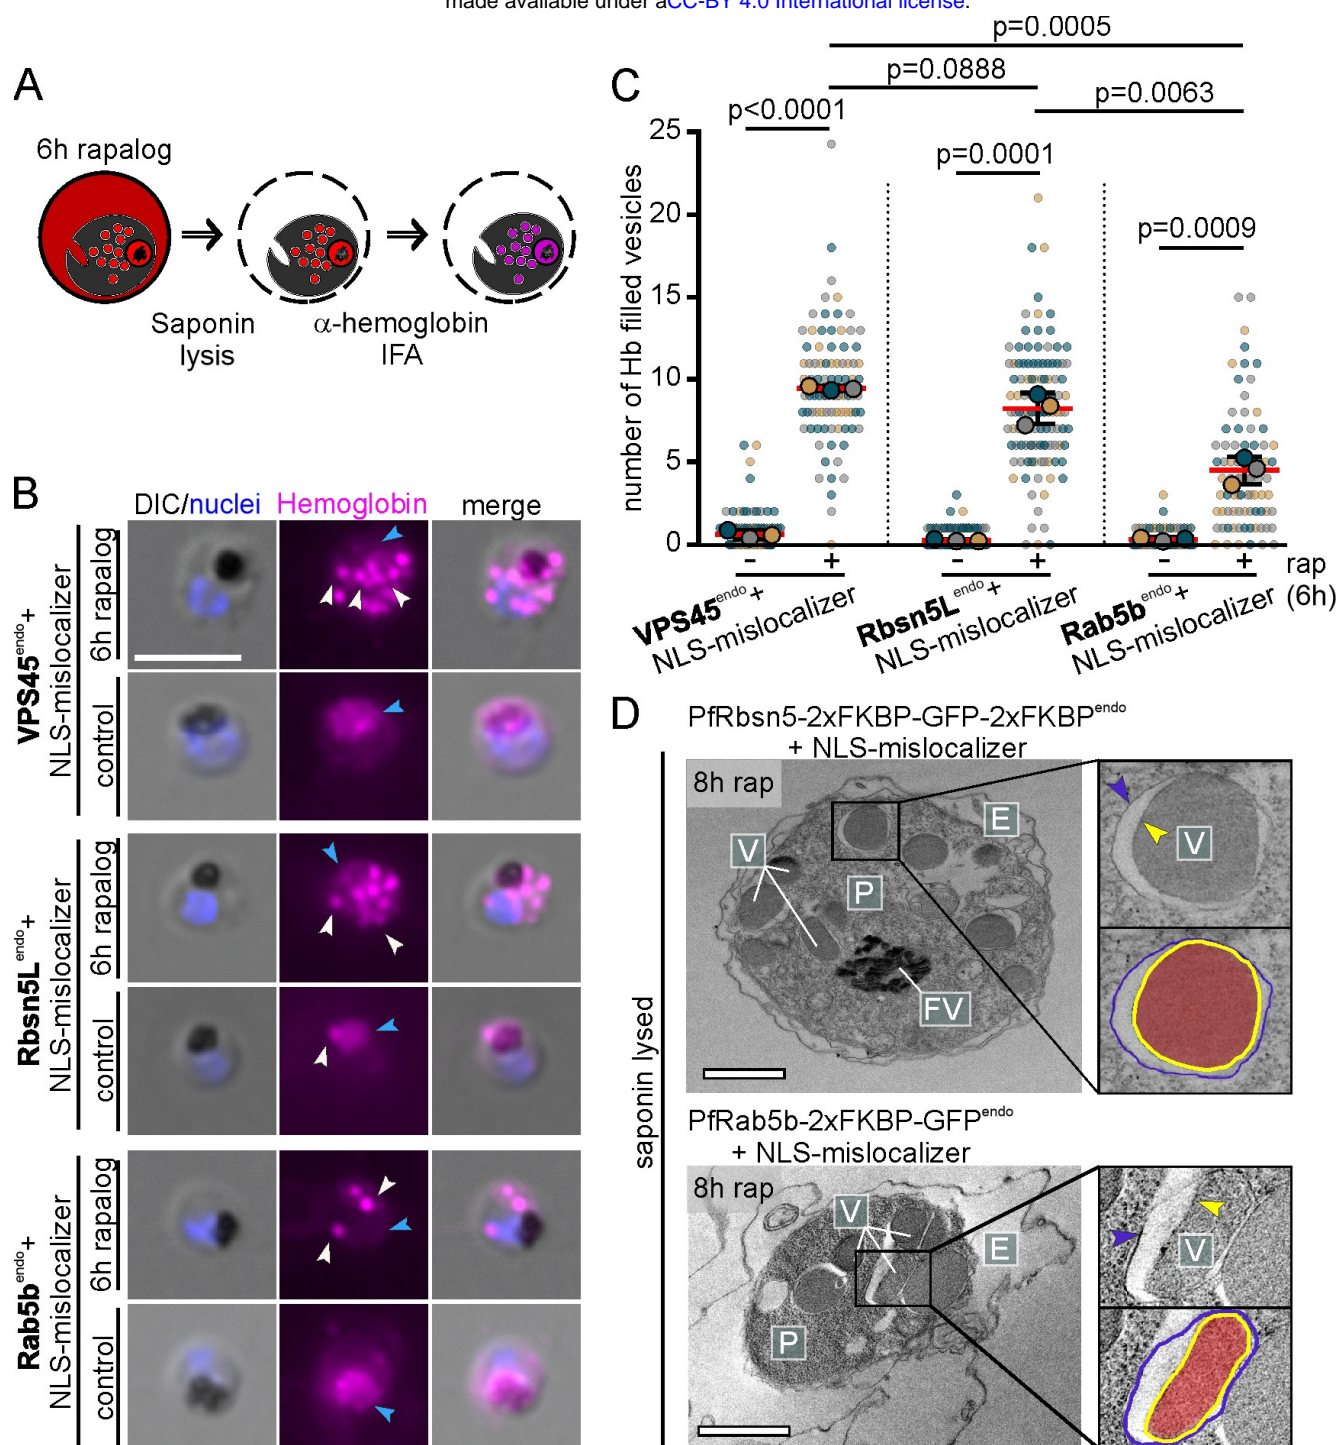 made available under aCC-BY 4.0 International license.
A
6h rapalog
Saponin
lysis
α-hemoglobin
IFA
B
DIC/nuclei
Hemoglobin
merge
VPS45endo+
NLS-mislocalizer
6h rapalog
control
Rbsn5Lendo+
NLS-mislocalizer
6h rapalog
control
Rab5bendo+
NLS-mislocalizer
6h rapalog
control
C
p=0.0005
p=0.0888
p=0.0063
p<0.0001
p=0.0001
p=0.0009
number of Hb filled vesicles
25
20
15
10
5
0
- + - + - +
rap
(6h)
VPS45endo+
NLS-mislocalizer
Rbsn5Lendo+
NLS-mislocalizer
Rab5bendo+
NLS-mislocalizer
D
PfRbsn5-2xFKBP-GFP-2xFKBPendo
+ NLS-mislocalizer
saponin lysed
8h rap
V
E
P
FV
V
PfRab5b-2xFKBP-GFPendo
+ NLS-mislocalizer
8h rap
V
E
P
V